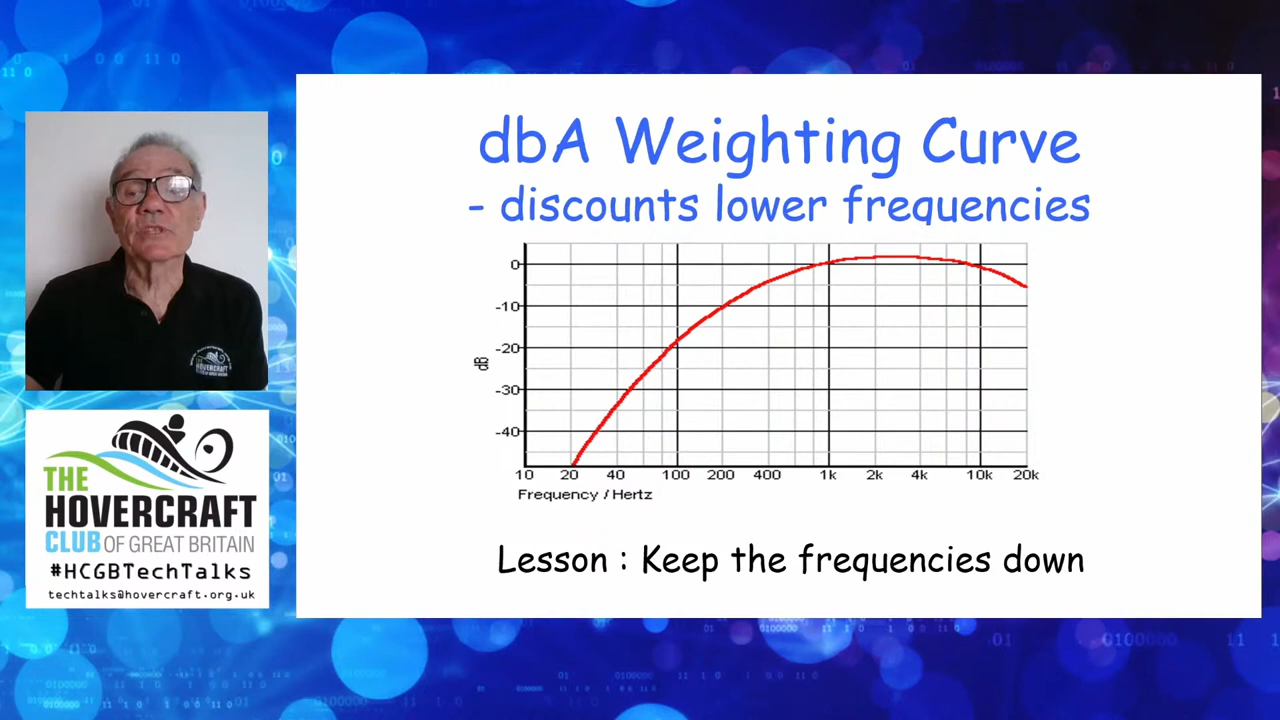 dbA Weighting Curve
- discounts lower frequencies
0
-10
-20
-30
-40
dB
10 20 40 100 200 400 1k 2k 4k 10k 20k
Frequency / Hertz
Lesson : Keep the frequencies down
THE
HOVERCRAFT
CLUB OF GREAT BRITAIN
#HCGBTechTalks
techtalks@hovercraft.org.uk